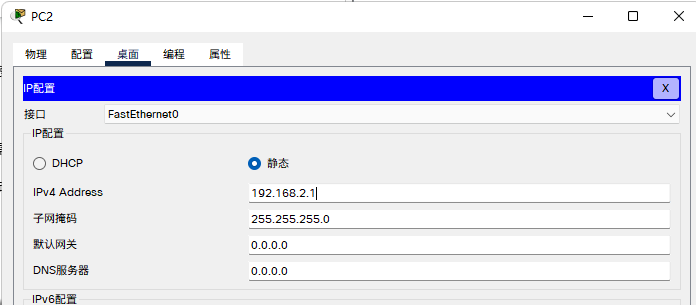 PC2
物理 配置 桌面 编程 属性
IP配置 X
接口 FastEthernet0
IP配置
DHCP 静态
IPv4 Address 192.168.2.1
子网掩码 255.255.255.0
默认网关 0.0.0.0
DNS服务器 0.0.0.0
IPv6配置